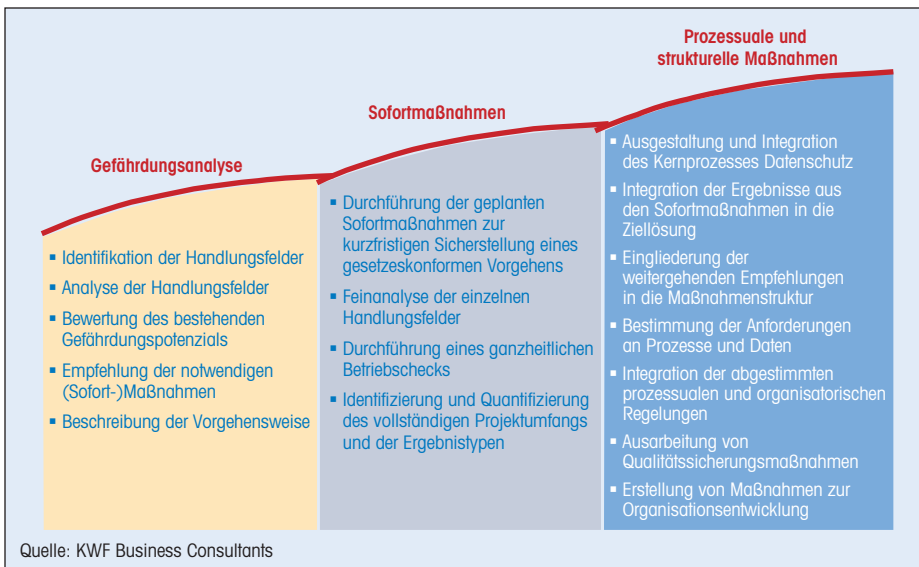 Gefährdungsanalyse
▪ Identifikation der Handlungsfelder
▪ Analyse der Handlungsfelder
▪ Bewertung des bestehenden
Gefährdungspotenzials
▪ Empfehlung der notwendigen
(Sofort-)Maßnahmen
▪ Beschreibung der Vorgehensweise
Sofortmaßnahmen
▪ Durchführung der geplanten
Sofortmaßnahmen zur
kurzfristigen Sicherstellung eines
gesetzeskonformen Vorgehens
▪ Feinanalyse der einzelnen
Handlungsfelder
▪ Durchführung eines ganzheitlichen
Betriebschecks
▪ Identifizierung und Quantifizierung
des vollständigen Projektumfangs
und der Ergebnistypen
Prozessuale und
strukturelle Maßnahmen
▪ Ausgestaltung und Integration
des Kernprozesses Datenschutz
▪ Integration der Ergebnisse aus
den Sofortmaßnahmen in die
Ziellösung
▪ Eingliederung der
weitergehenden Empfehlungen
in die Maßnahmenstruktur
▪ Bestimmung der Anforderungen
an Prozesse und Daten
▪ Integration der abgestimmten
prozessualen und organisatorischen
Regelungen
▪ Ausarbeitung von
Qualitätssicherungsmaßnahmen
▪ Erstellung von Maßnahmen zur
Organisationsentwicklung
Quelle: KWF Business Consultants